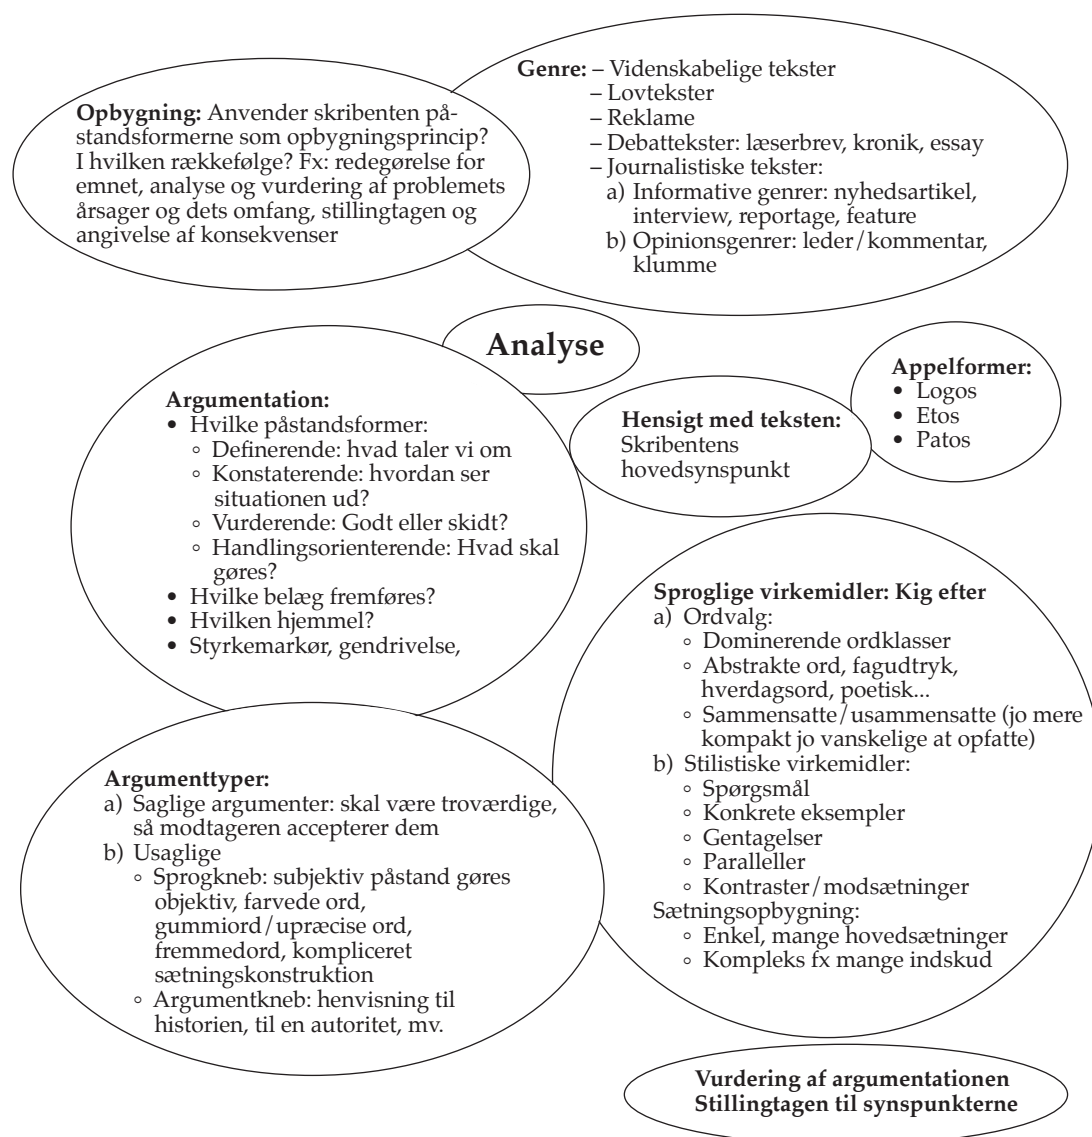 Opbygning: Anvender skribenten på-
standsformerne som opbygningsprincip?
I hvilken rækkefølge? Fx: redegørelse for
emnet, analyse og vurdering af problemets
årsager og dets omfang, stillingtagen og
angivelse af konsekvenser
Genre: – Videnskabelige tekster
– Lovtekster
– Reklame
– Debattekster: læserbrev, kronik, essay
– Journalistiske tekster:
a) Informative genrer: nyhedsartikel,
interview, reportage, feature
b) Opinionsgenrer: leder/kommentar,
klumme
Analyse
Appelformer:
• Logos
• Etos
• Patos
Hensigt med teksten:
Skribentens
hovedsynspunkt
Argumentation:
• Hvilke påstandsformer:
◦ Definerende: hvad taler vi om
◦ Konstaterende: hvordan ser
situationen ud?
◦ Vurderende: Godt eller skidt?
◦ Handlingsorienterende: Hvad skal
gøres?
• Hvilke belæg fremføres?
• Hvilken hjemmel?
• Styrkemarkør, gendrivelse,
Sproglige virkemidler: Kig efter
a) Ordvalg:
◦ Dominerende ordklasser
◦ Abstrakte ord, fagudtryk,
hverdagsord, poetisk...
◦ Sammensatte/usammensatte (jo mere
kompakt jo vanskelige at opfatte)
b) Stilistiske virkemidler:
◦ Spørgsmål
◦ Konkrete eksempler
◦ Gentagelser
◦ Paralleller
◦ Kontraster/modsætninger
Sætningsopbygning:
◦ Enkel, mange hovedsætninger
◦ Kompleks fx mange indskud
Argumenttyper:
a) Saglige argumenter: skal være troværdige,
så modtageren accepterer dem
b) Usaglige
◦ Sprogkneb: subjektiv påstand gøres
objektiv, farvede ord,
gummiord/upræcise ord,
fremmedord, kompliceret
sætningskonstruktion
◦ Argumentkneb: henvisning til
historien, til en autoritet, mv.
Vurdering af argumentationen
Stillingtagen til synspunkterne